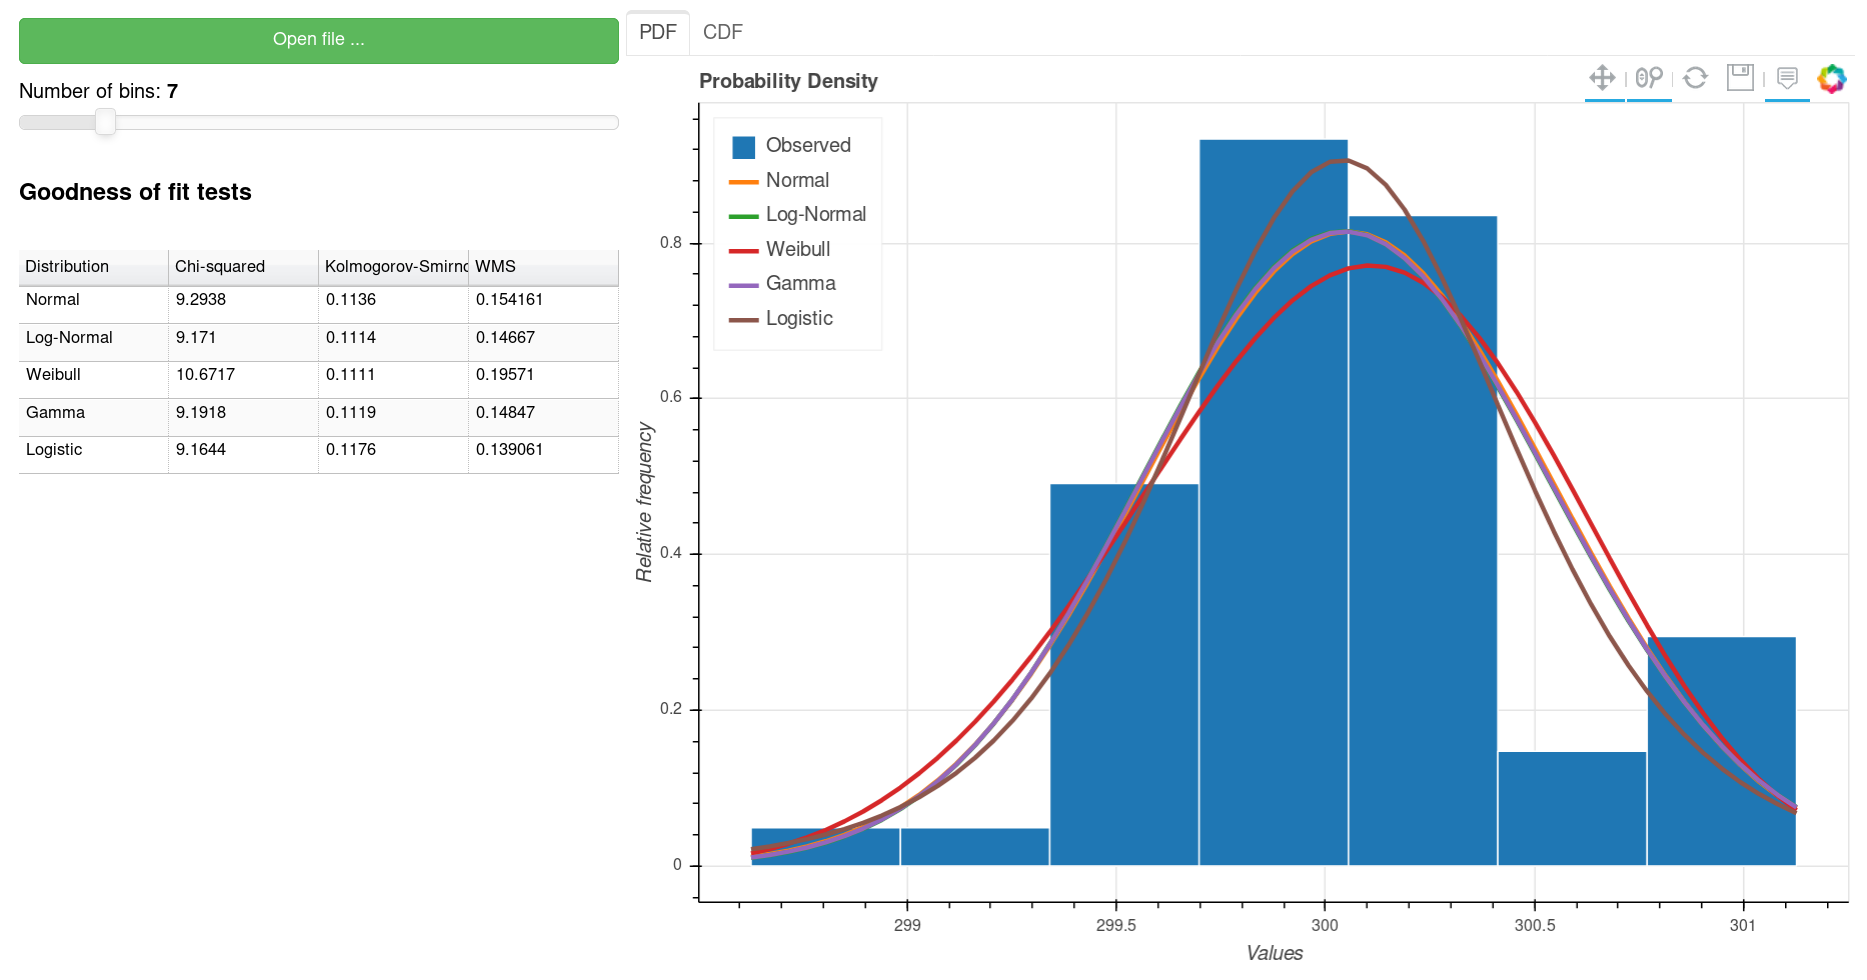 Open file ...
Number of bins: 7
Goodness of fit tests
Distribution Chi-squared Kolmogorov-Smirnc WMS
Normal 9.2938 0.1136 0.154161
Log-Normal 9.171 0.1114 0.14667
Weibull 10.6717 0.1111 0.19571
Gamma 9.1918 0.1119 0.14847
Logistic 9.1644 0.1176 0.139061
PDF CDF
Probability Density
Observed
Normal
Log-Normal
Weibull
Gamma
Logistic
Relative frequency
0.8
0.6
0.4
0.2
0
299 299.5 300 300.5 301
Values